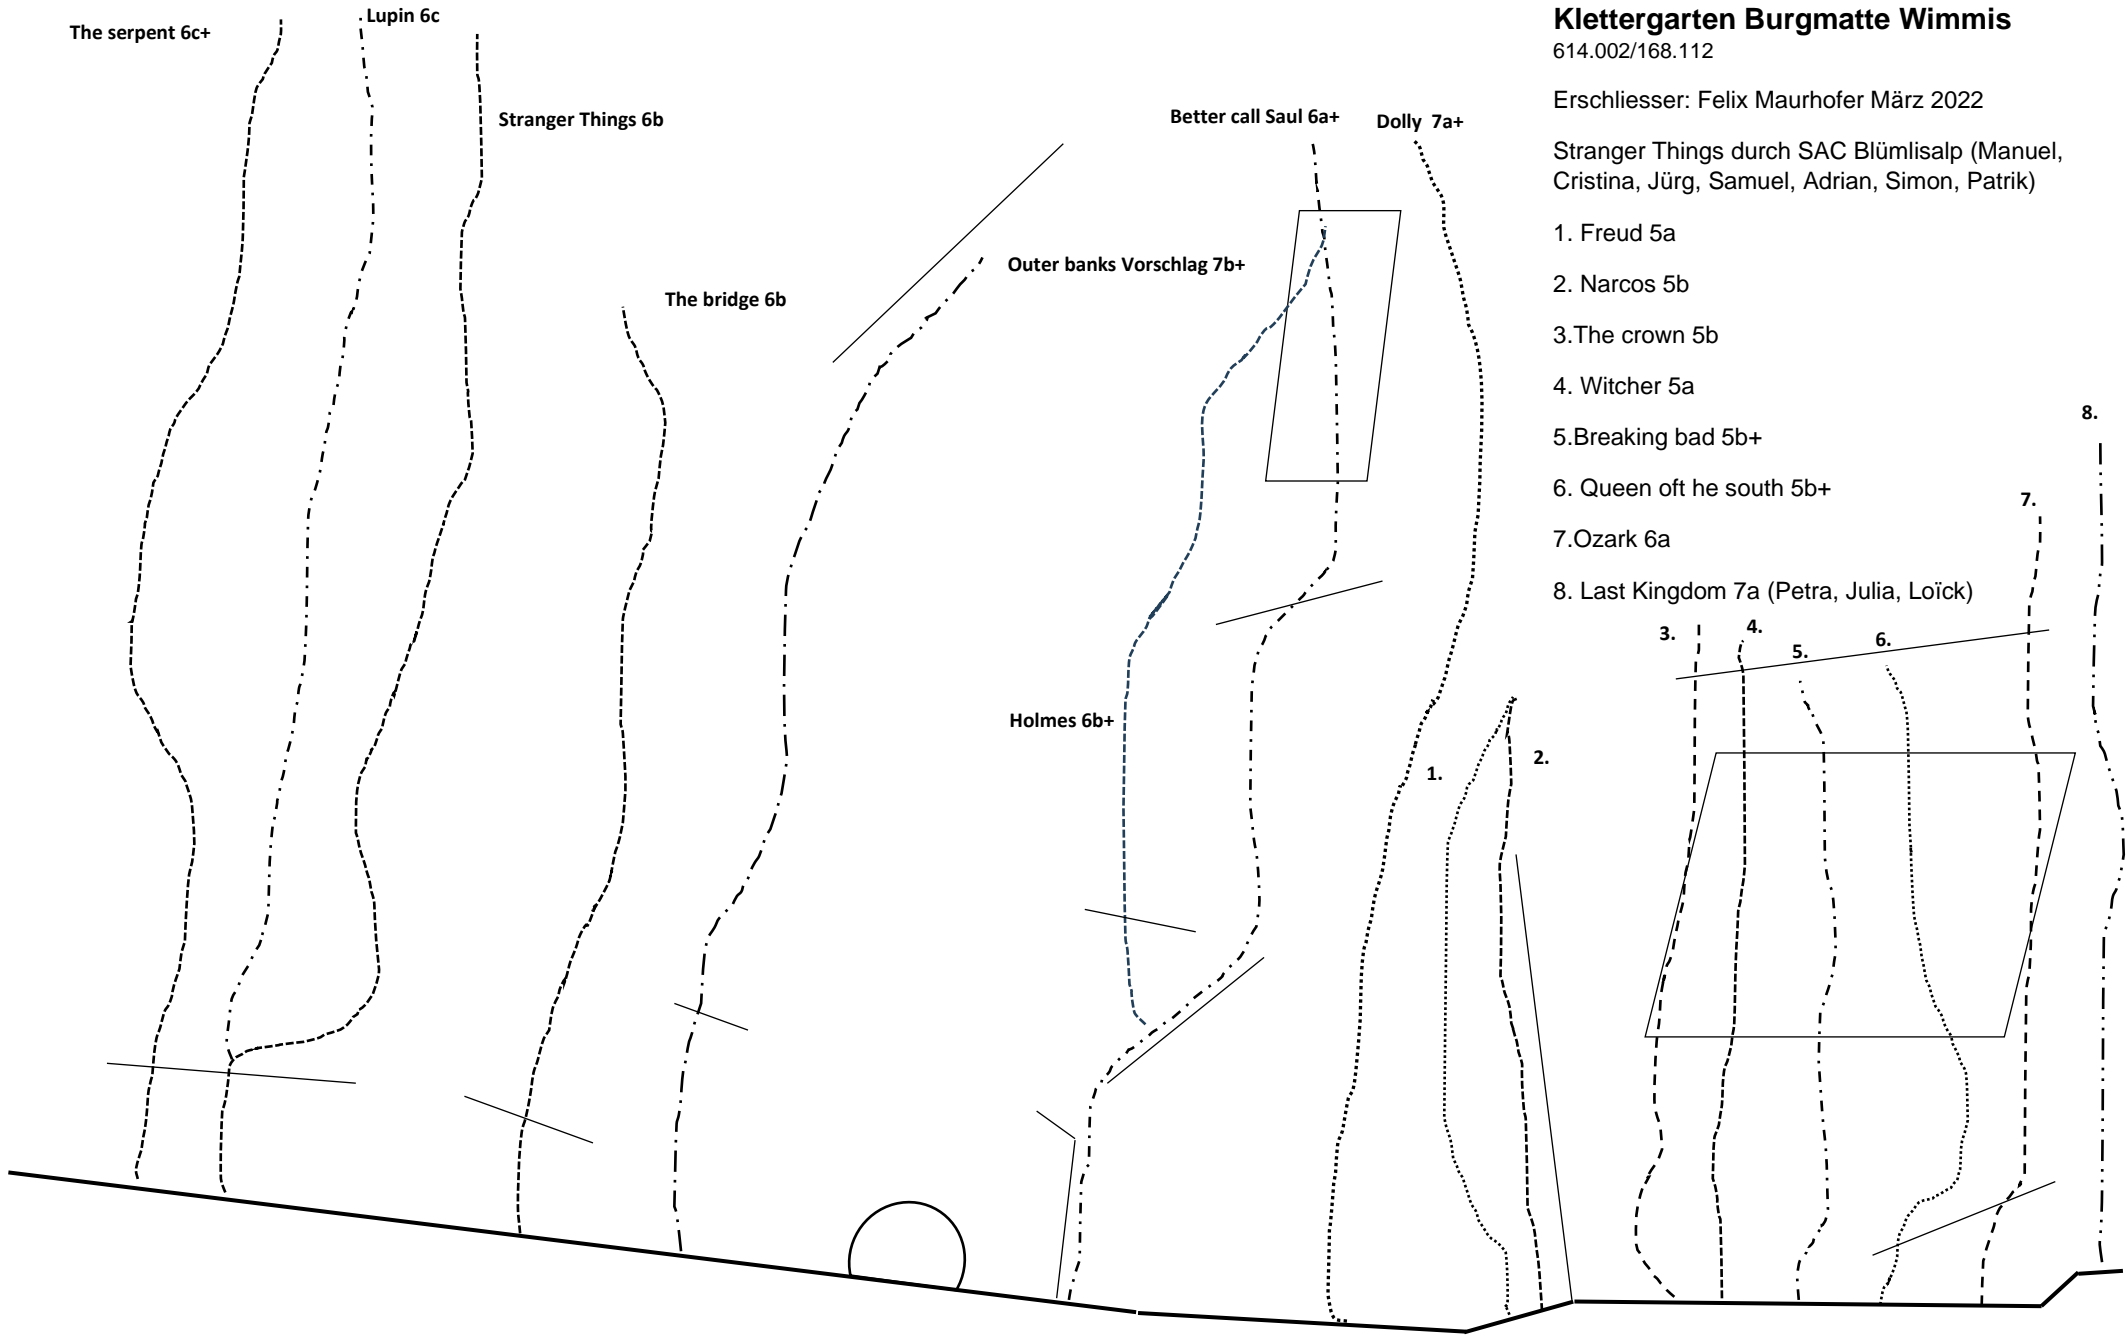 The serpent 6c+
Lupin 6c
Stranger Things 6b
The bridge 6b
Outer banks Vorschlag 7b+
Better call Saul 6a+
Dolly  7a+
Holmes 6b+
1.
2.
Klettergarten Burgmatte Wimmis
614.002/168.112
Erschliesser: Felix Maurhofer März 2022
Stranger Things durch SAC Blümlisalp (Manuel,
Cristina, Jürg, Samuel, Adrian, Simon, Patrik)
1. Freud 5a
2. Narcos 5b
3.The crown 5b
4. Witcher 5a
5.Breaking bad 5b+
6. Queen oft he south 5b+
7.Ozark 6a
8. Last Kingdom 7a (Petra, Julia, Loïck)
3.
4.
5.
6.
7.
8.